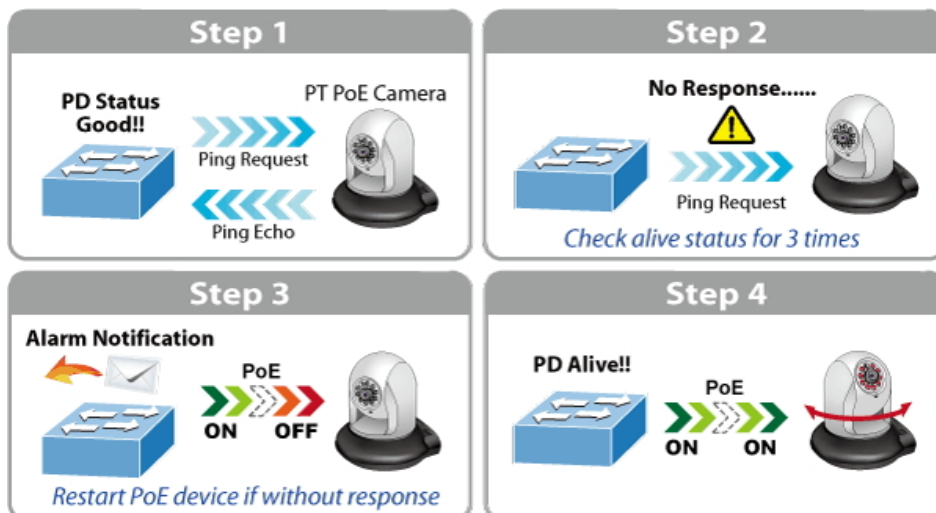 Step 1
PD Status
Good!!
PT PoE Camera
Ping Request
Ping Echo
Step 2
No Response......
Ping Request
Check alive status for 3 times
Step 3
Alarm Notification
PoE
ON OFF
Restart PoE device if without response
Step 4
PD Alive!!
PoE
ON ON